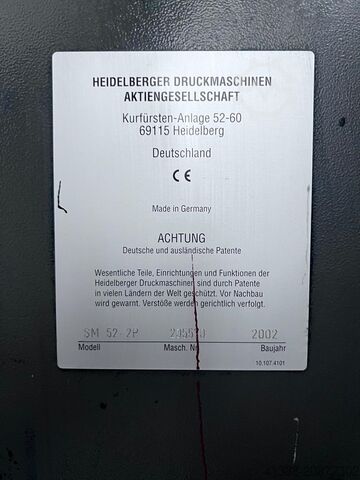 HEIDELBERGER DRUCKMASCHINEN
AKTIENGESELLSCHAFT
Kurfürsten-Anlage 52-60
69115 Heidelberg
Deutschland
CE
Made in Germany
ACHTUNG
Deutsche und ausländische Patente
Wesentliche Teile, Einrichtungen und Funktionen der
Heidelberger Druckmaschinen sind durch Patente
in vielen Ländern der Welt geschützt. Vor Nachbau
wird gewarnt. Verstöße werden gerichtlich verfolgt.
SM 52-2P 2002
Modell Masch. Nr. Baujahr
10.107.4101